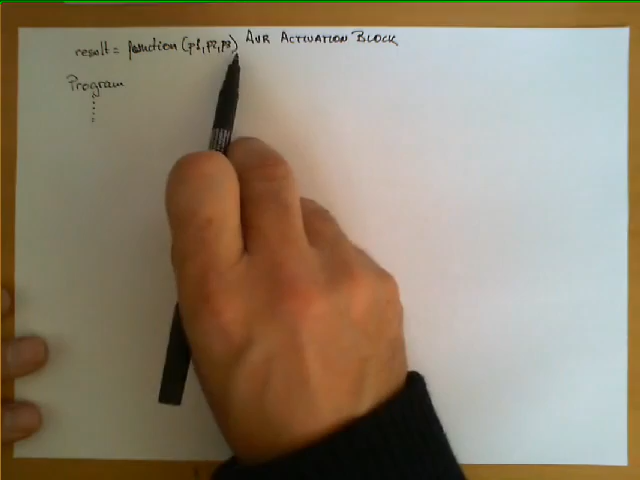 AVR ACTIVATION BLOCK
result = function (p1, p2, p3)
Program